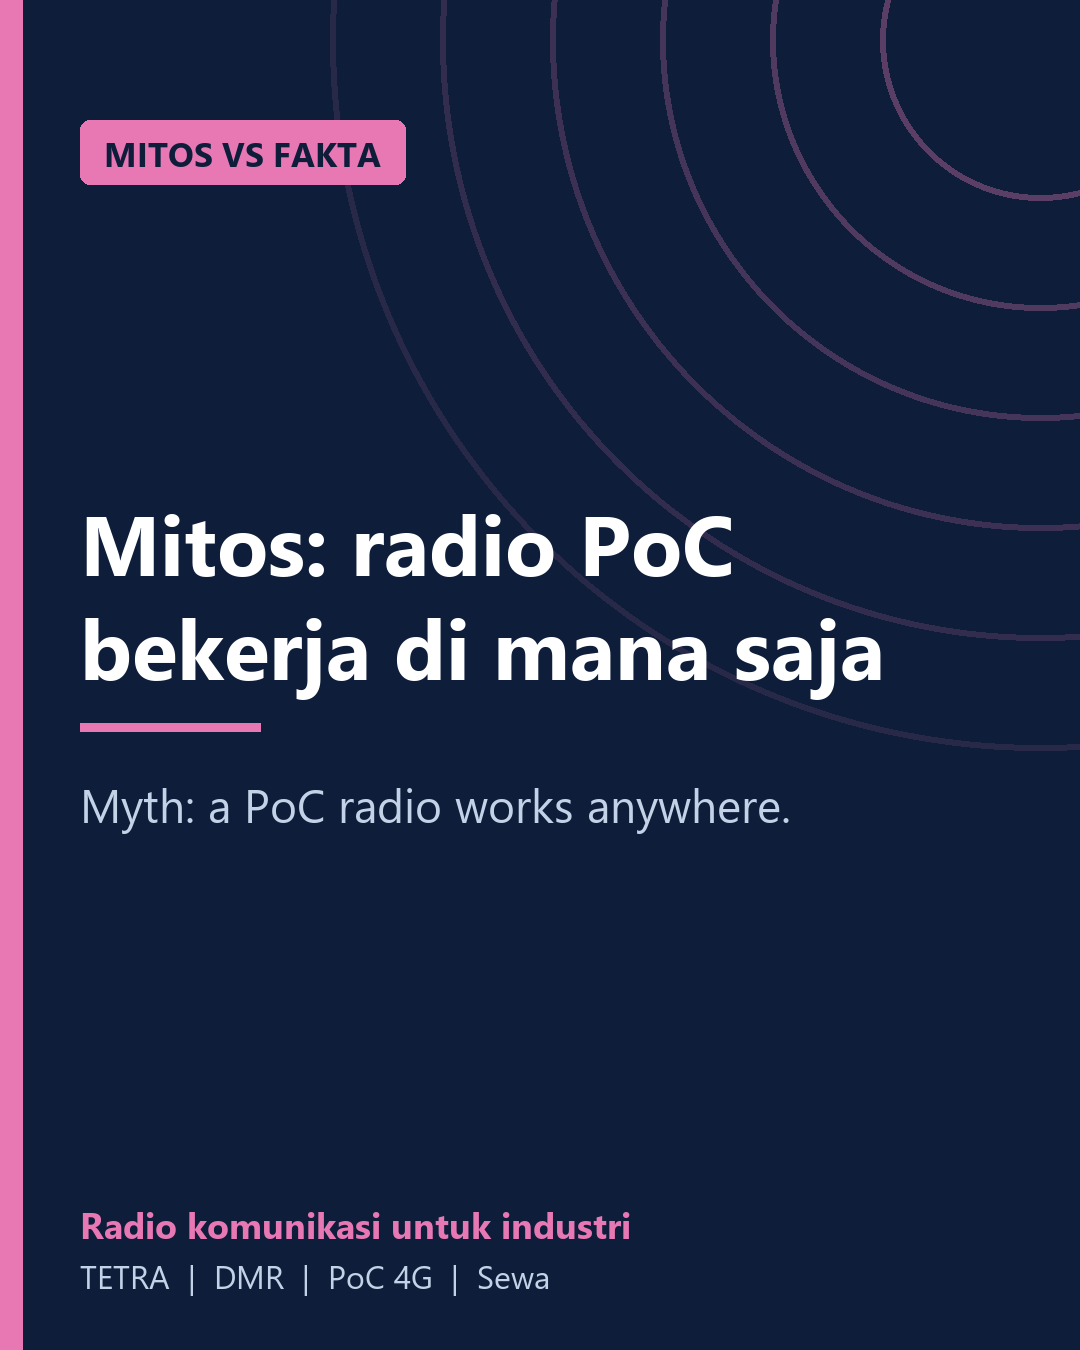 MITOS VS FAKTA
Mitos: radio PoC
bekerja di mana saja
Myth: a PoC radio works anywhere.
Radio komunikasi untuk industri
TETRA | DMR | PoC 4G | Sewa